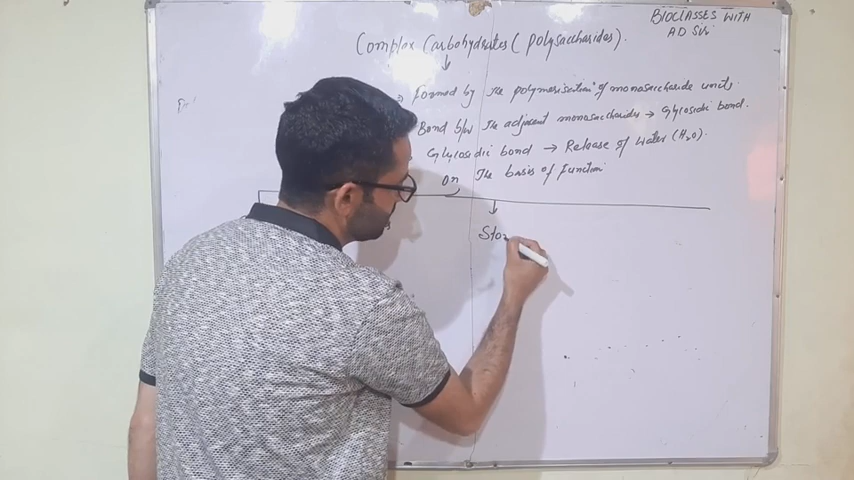 BIOCLASSES WITH
AD Sir
Complex Carbohydrates (polysaccharides).
Formed by the polymerisation of monosaccharide units.
Bond b/w the adjacent monosaccharides → Glycosidic bond.
Glycosidic bond → Release of water (H₂O).
on the basis of function
Stor